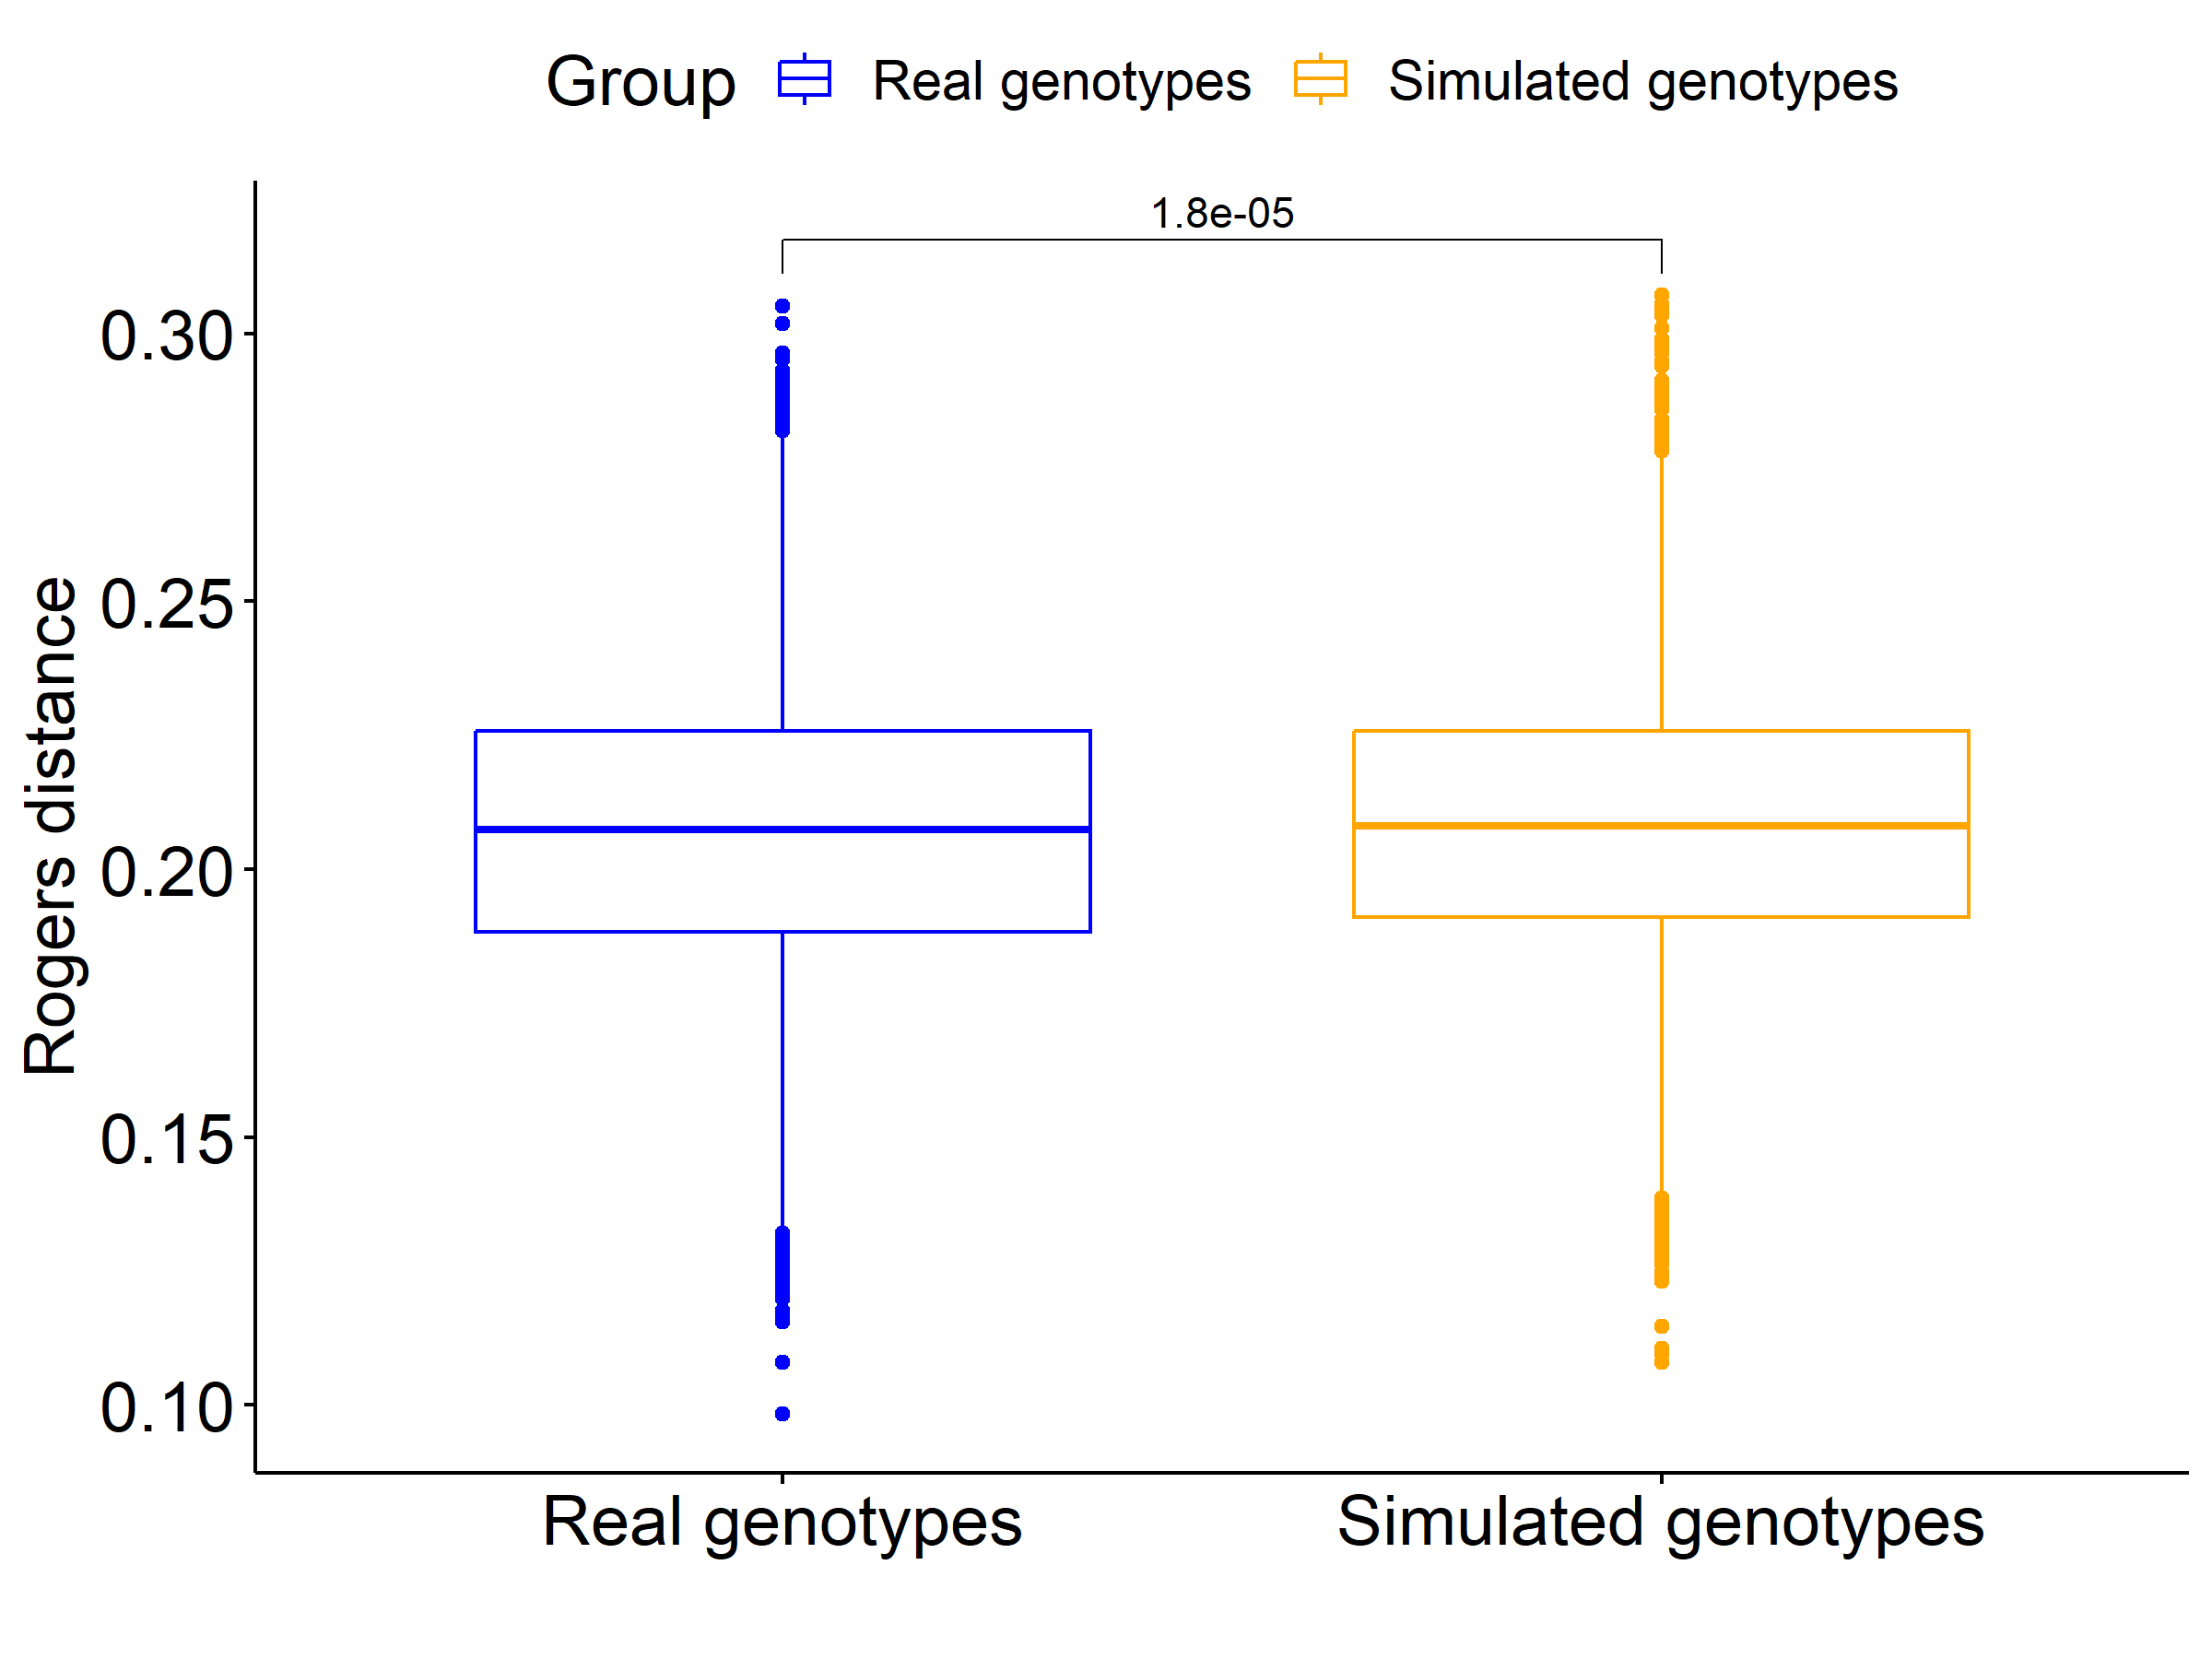 Group Real genotypes Simulated genotypes
1.8e-05
0.30
0.25
0.20
0.15
0.10
Rogers distance
Real genotypes Simulated genotypes